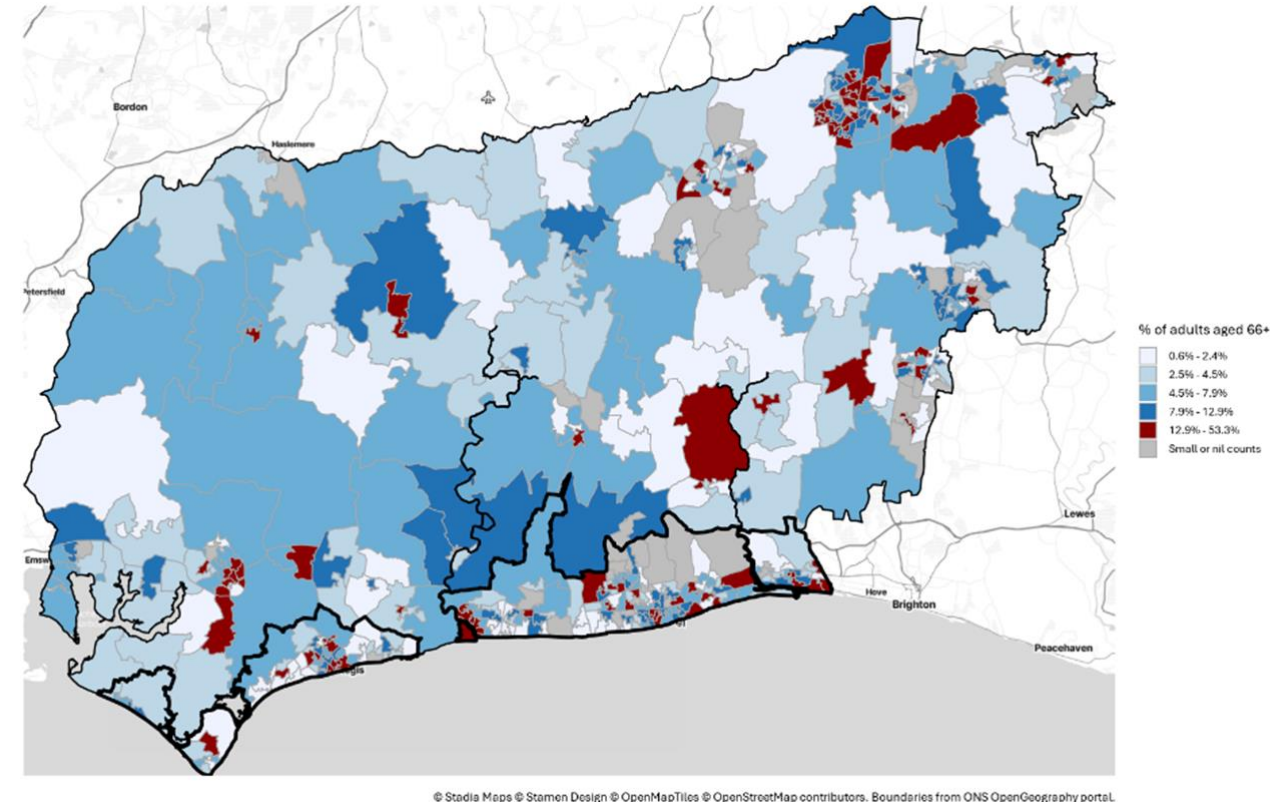 Bordon
Haslemere
etersfield
% of adults aged 66+
0.6% - 2.4%
2.5% - 4.5%
4.5% - 7.9%
7.9% - 12.9%
12.9% - 53.3%
Small or nil counts
Lewes
Emsw
Hove
Brighton
Peacehaven
egis
© Stadia Maps © Stamen Design © OpenMapTiles © OpenStreetMap contributors. Boundaries from ONS OpenGeography portal.